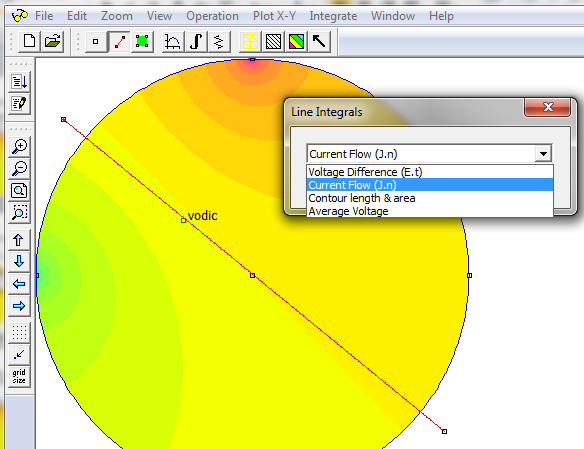 File Edit Zoom View Operation Plot X-Y Integrate Window Help
Line Integrals
Current Flow (J.n)
Voltage Difference (E.t)
Current Flow (J.n)
Contour length & area
Average Voltage
vodic
grid
size